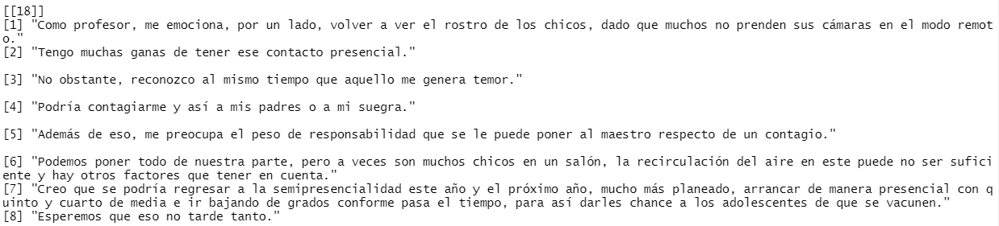 [[18]]
[1] "Como profesor, me emociona, por un lado, volver a ver el rostro de los chicos, dado que muchos no prenden sus cámaras en el modo remot
o."
[2] "Tengo muchas ganas de tener ese contacto presencial."
[3] "No obstante, reconozco al mismo tiempo que aquello me genera temor."
[4] "Podría contagiarme y así a mis padres o a mi suegra."
[5] "Además de eso, me preocupa el peso de responsabilidad que se le puede poner al maestro respecto de un contagio."
[6] "Podemos poner todo de nuestra parte, pero a veces son muchos chicos en un salón, la recirculación del aire en este puede no ser sufici
ente y hay otros factores que tener en cuenta."
[7] "Creo que se podría regresar a la semipresencialidad este año y el próximo año, mucho más planeado, arrancar de manera presencial con q
uinto y cuarto de media e ir bajando de grados conforme pasa el tiempo, para así darles chance a los adolescentes de que se vacunen."
[8] "Esperemos que eso no tarde tanto."